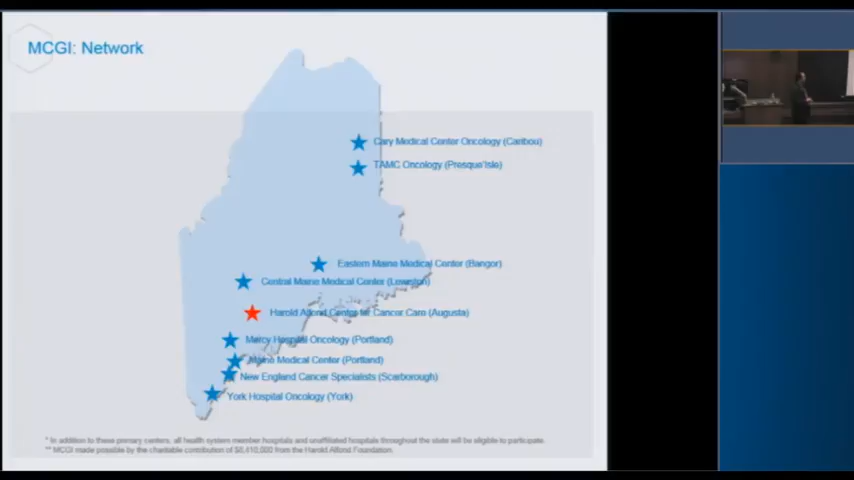 MCGI: Network
Cary Medical Center Oncology (Caribou)
TAMC Oncology (Presque'Isle)
Eastern Maine Medical Center (Bangor)
Central Maine Medical Center (Lewiston)
Harold Alfond Center for Cancer Care (Augusta)
Mercy Hospital Oncology (Portland)
Maine Medical Center (Portland)
New England Cancer Specialists (Scarborough)
York Hospital Oncology (York)
* In addition to these primary centers, all health system member hospitals and unaffiliated hospitals throughout the state will be eligible to participate.
** MCGI made possible by the charitable contribution of $8,410,000 from the Harold Alfond Foundation.